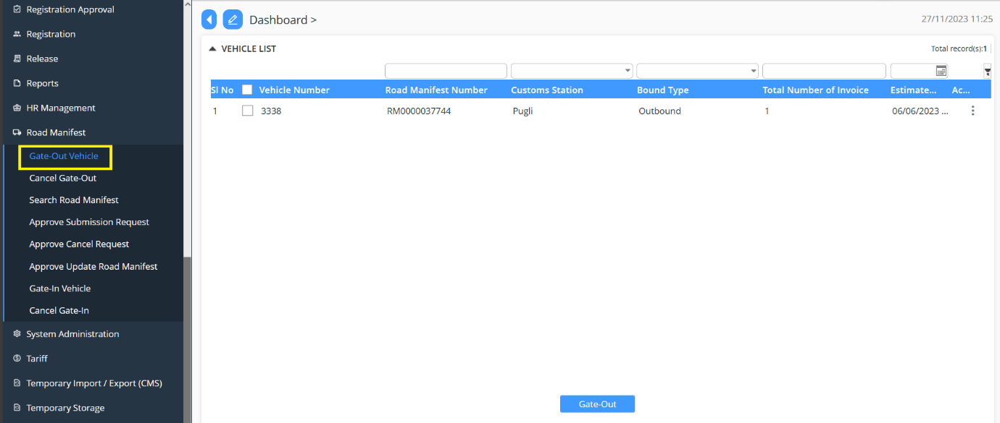 Registration Approval
Registration
Release
Reports
HR Management
Road Manifest
Gate-Out Vehicle
Cancel Gate-Out
Search Road Manifest
Approve Submission Request
Approve Cancel Request
Approve Update Road Manifest
Gate-In Vehicle
Cancel Gate-In
System Administration
Tariff
Temporary Import / Export (CMS)
Temporary Storage
Dashboard > 27/11/2023 11:25
VEHICLE LIST Total record(s):1
Sl No Vehicle Number Road Manifest Number Customs Station Bound Type Total Number of Invoice Estimate... Ac...
1 3338 RM0000037744 Pugli Outbound 1 06/06/2023 ...
Gate-Out